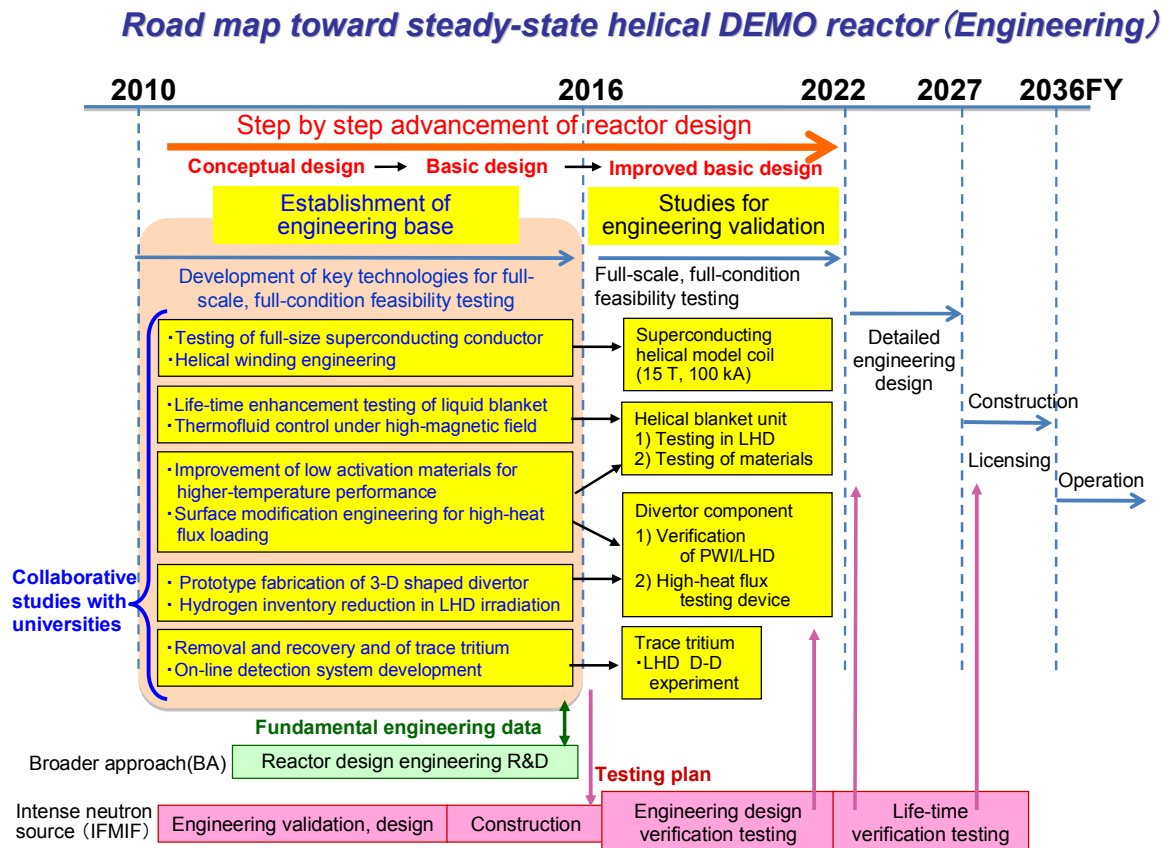 Road map toward steady-state helical DEMO reactor（Engineering）
2010
2016
2022
2027
2036FY
Step by step advancement of reactor design
Conceptual design
Basic design
Improved basic design
Establishment of
engineering base
Studies for
engineering validation
Development of key technologies for full-
scale, full-condition feasibility testing
Full-scale, full-condition
feasibility testing
・Testing of full-size superconducting conductor
・Helical winding engineering
Superconducting
helical model coil
(15 T, 100 kA)
Detailed
engineering
design
・Life-time enhancement testing of liquid blanket
・Thermofluid control under high-magnetic field
Helical blanket unit
1) Testing in LHD
2) Testing of materials
Construction
Licensing
Operation
・Improvement of low activation materials for
higher-temperature performance
・Surface modification engineering for high-heat
flux loading
Divertor component
1) Verification
of PWI/LHD
2) High-heat flux
testing device
Collaborative
studies with
universities
・Prototype fabrication of 3-D shaped divertor
・Hydrogen inventory reduction in LHD irradiation
・Removal and recovery and of trace tritium
・On-line detection system development
Trace tritium
・LHD D-D
experiment
Fundamental engineering data
Broader approach(BA)
Reactor design engineering R&D
Testing plan
Intense neutron
source（IFMIF）
Engineering validation, design
Construction
Engineering design
verification testing
Life-time
verification testing